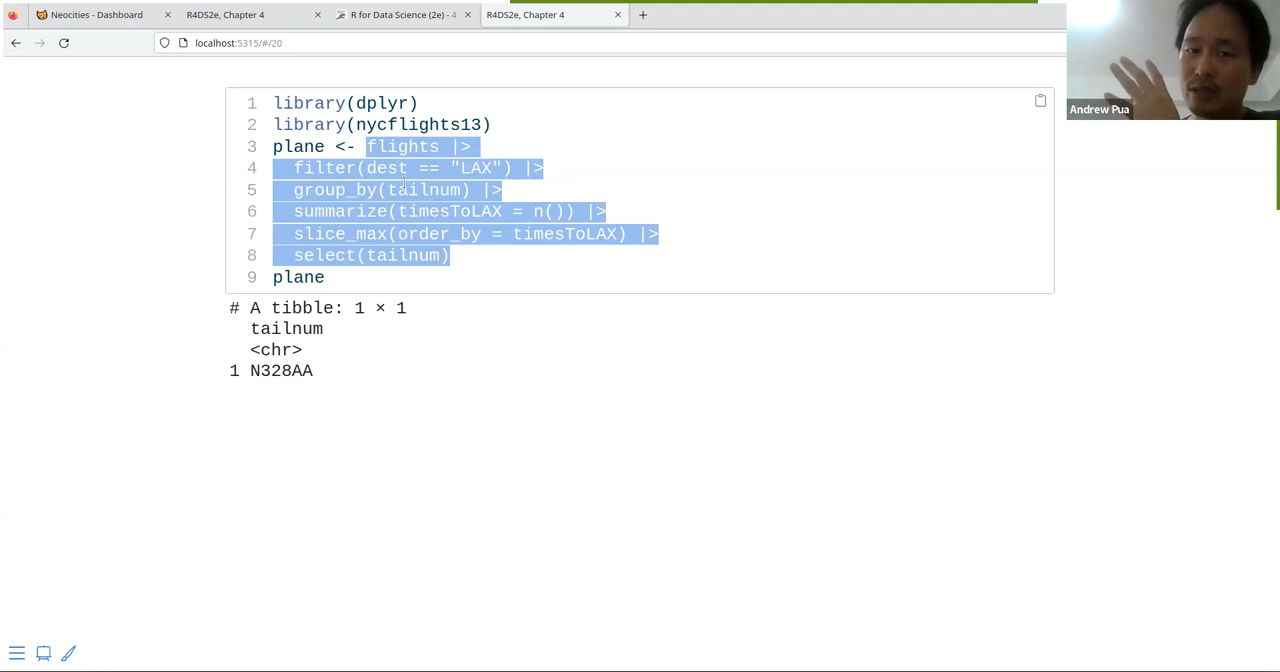 Neocities - Dashboard
R4DS2e, Chapter 4
R for Data Science (2e) - 4
R4DS2e, Chapter 4
localhost:5315/#/20
Andrew Pua
1 library(dplyr)
2 library(nycflights13)
3 plane <- flights |>
4 filter(dest == "LAX") |>
5 group_by(tailnum) |>
6 summarize(timesToLAX = n()) |>
7 slice_max(order_by = timesToLAX) |>
8 select(tailnum)
9 plane
# A tibble: 1 × 1
tailnum
<chr>
1 N328AA